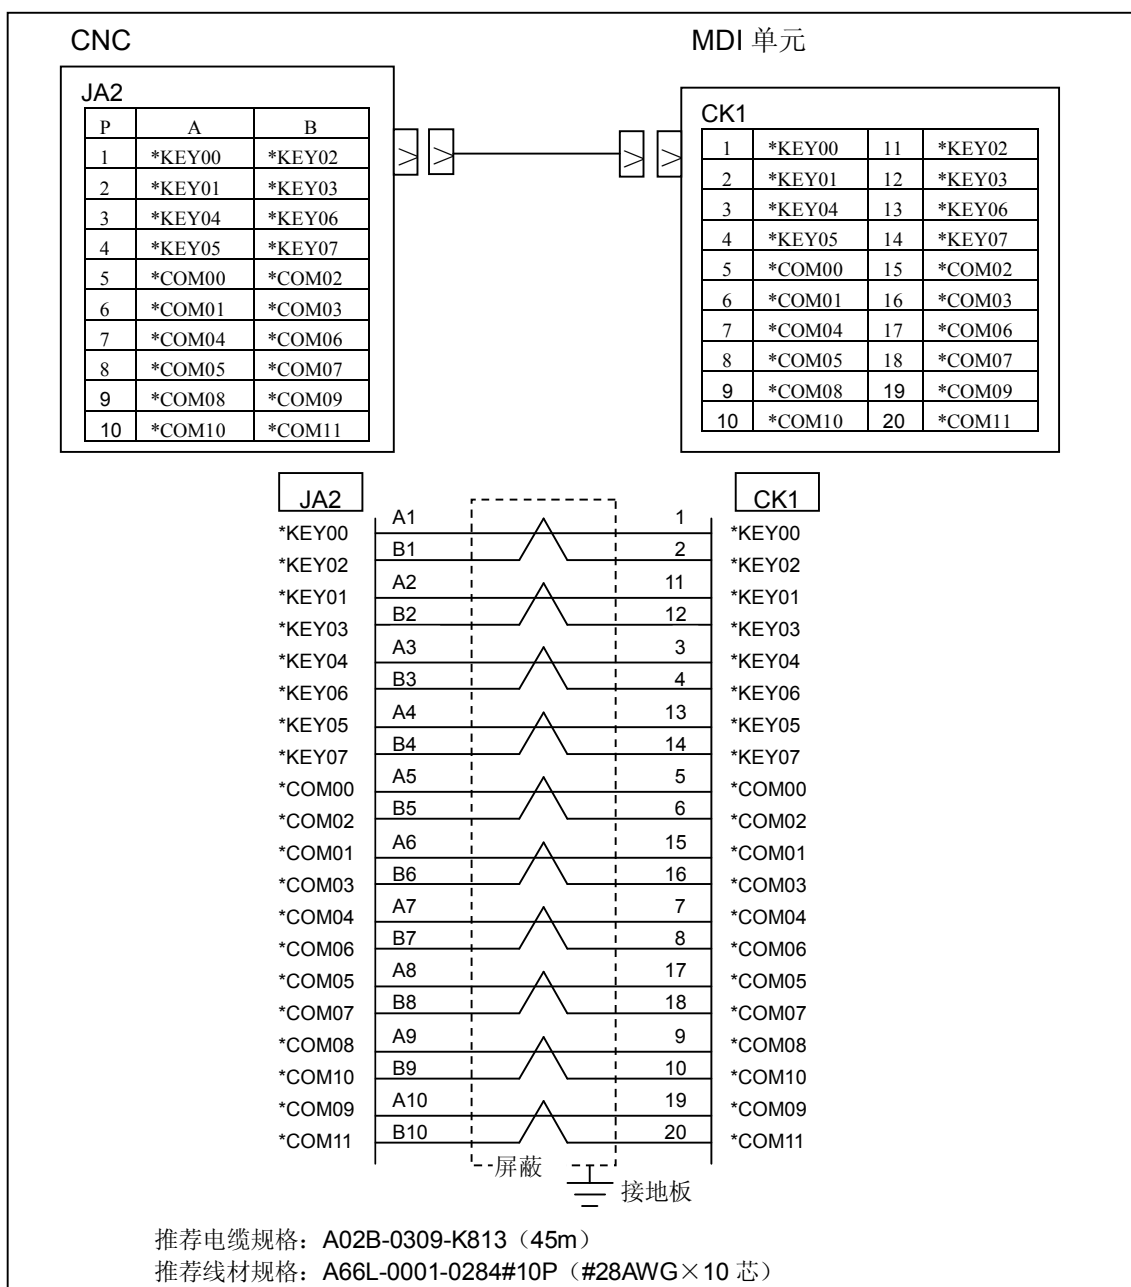 CNC
MDI 单元
JA2
P A B
1 *KEY00 *KEY02
2 *KEY01 *KEY03
3 *KEY04 *KEY06
4 *KEY05 *KEY07
5 *COM00 *COM02
6 *COM01 *COM03
7 *COM04 *COM06
8 *COM05 *COM07
9 *COM08 *COM09
10 *COM10 *COM11
CK1
1 *KEY00 11 *KEY02
2 *KEY01 12 *KEY03
3 *KEY04 13 *KEY06
4 *KEY05 14 *KEY07
5 *COM00 15 *COM02
6 *COM01 16 *COM03
7 *COM04 17 *COM06
8 *COM05 18 *COM07
9 *COM08 19 *COM09
10 *COM10 20 *COM11
JA2 CK1
*KEY00 A1 1 *KEY00
*KEY02 B1 2 *KEY02
*KEY01 A2 11 *KEY01
*KEY03 B2 12 *KEY03
*KEY04 A3 3 *KEY04
*KEY06 B3 4 *KEY06
*KEY05 A4 13 *KEY05
*KEY07 B4 14 *KEY07
*COM00 A5 5 *COM00
*COM02 B5 6 *COM02
*COM01 A6 15 *COM01
*COM03 B6 16 *COM03
*COM04 A7 7 *COM04
*COM06 B7 8 *COM06
*COM05 A8 17 *COM05
*COM07 B8 18 *COM07
*COM08 A9 9 *COM08
*COM10 B9 10 *COM10
*COM09 A10 19 *COM09
*COM11 B10 20 *COM11
屏蔽
接地板
推荐电缆规格：A02B-0309-K813（45m）
推荐线材规格：A66L-0001-0284#10P（#28AWG×10 芯）